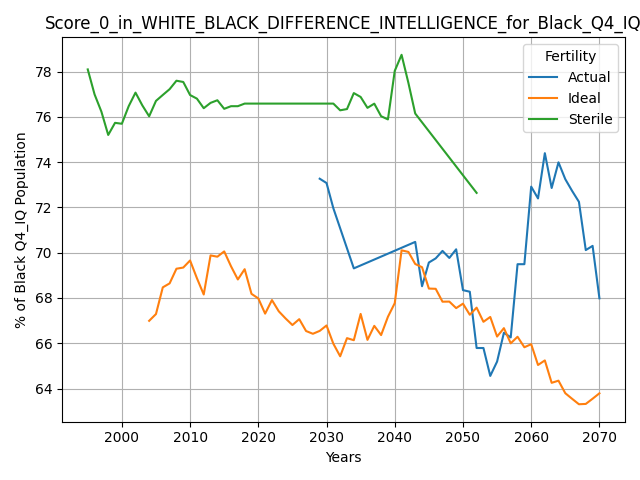 Score_0_in_WHITE_BLACK_DIFFERENCE_INTELLIGENCE_for_Black_Q4_IQ
Fertility
Actual
Ideal
Sterile
% of Black Q4_IQ Population
78
76
74
72
70
68
66
64
2000
2010
2020
2030
2040
2050
2060
2070
Years